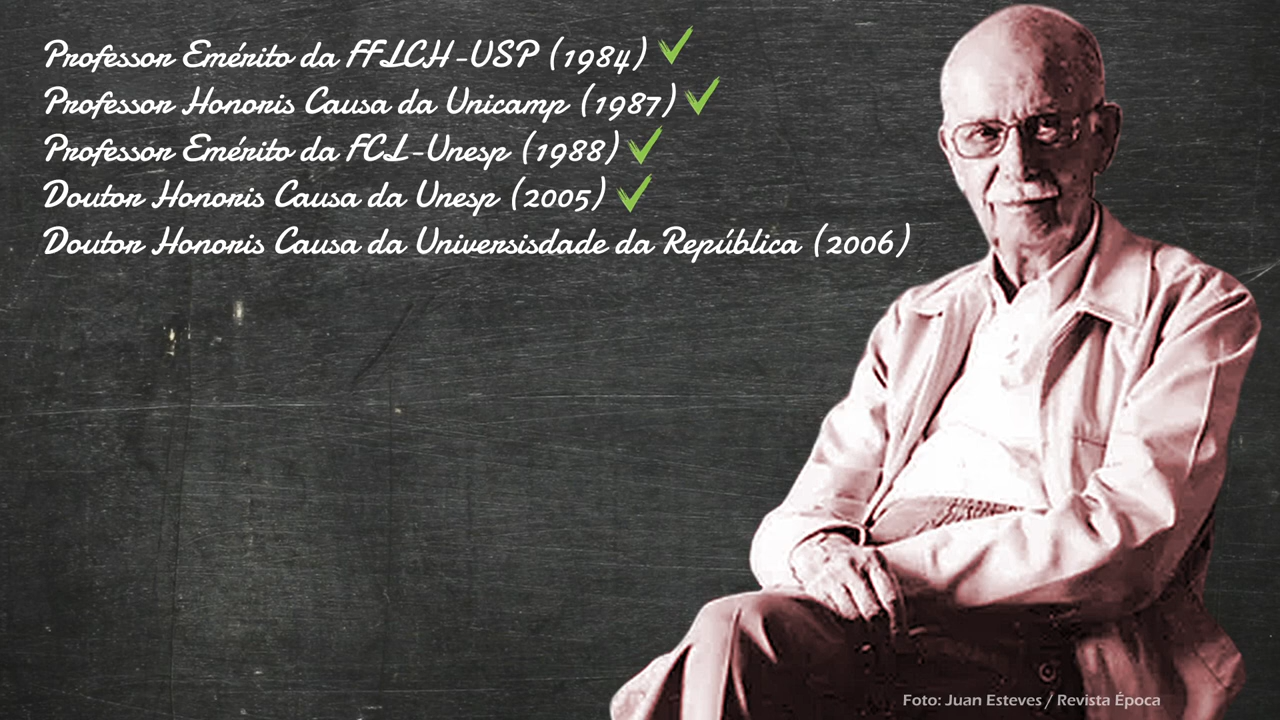 Professor Emérito da FFLCH-USP (1984)
Professor Honoris Causa da Unicamp (1987)
Professor Emérito da FCL-Unesp (1988)
Doutor Honoris Causa da Unesp (2005)
Doutor Honoris Causa da Universisdade da República (2006)
Foto: Juan Esteves / Revista Época